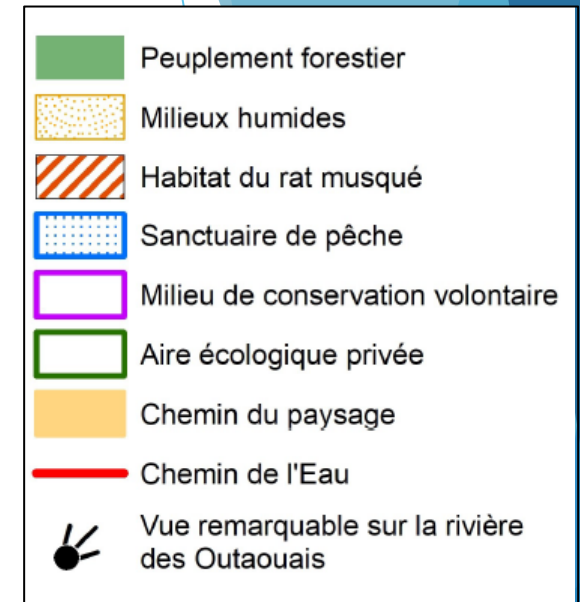 Peuplement forestier
Milieux humides
Habitat du rat musqué
Sanctuaire de pêche
Milieu de conservation volontaire
Aire écologique privée
Chemin du paysage
Chemin de l'Eau
Vue remarquable sur la rivière
des Outaouais